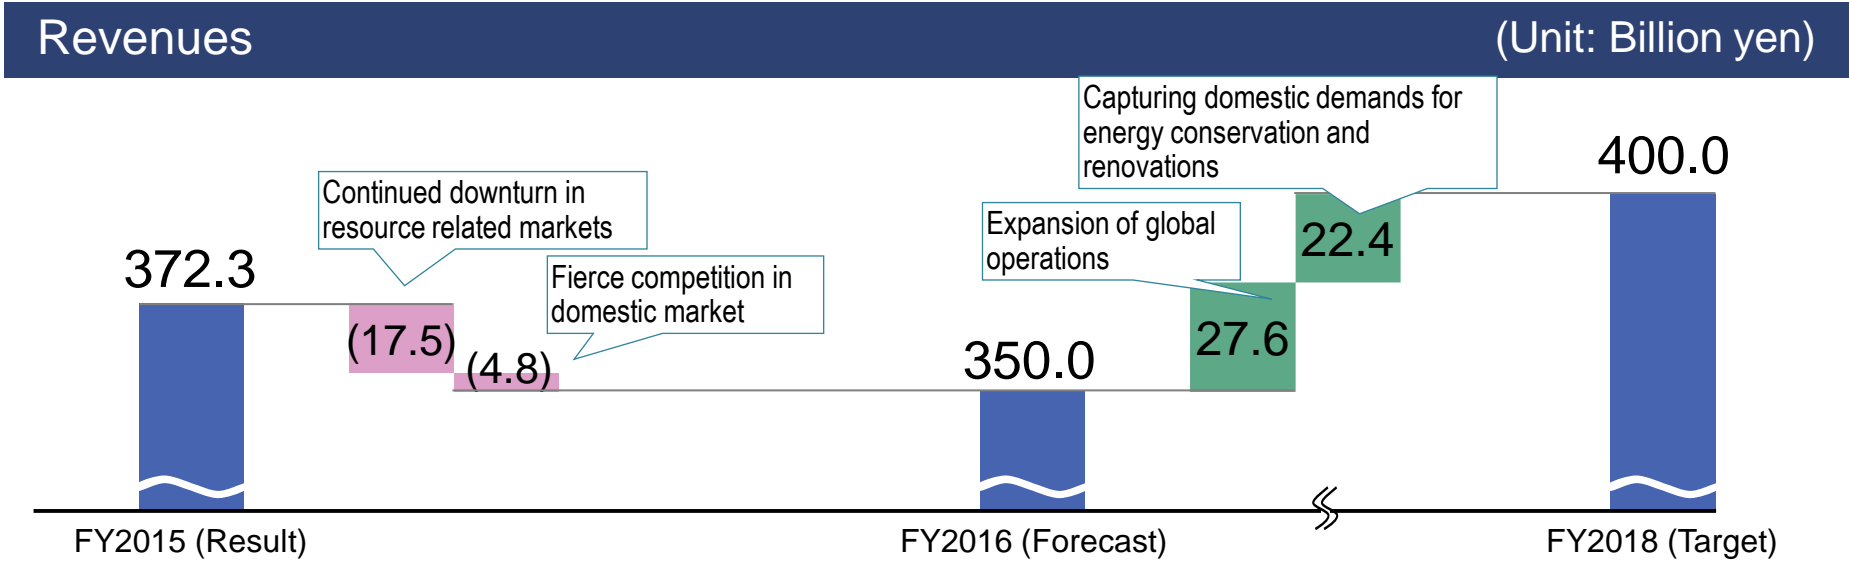 Revenues
(Unit: Billion yen)
Capturing domestic demands for
energy conservation and
renovations
400.0
Continued downturn in
resource related markets
Expansion of global
operations
22.4
372.3
Fierce competition in
domestic market
(17.5)
(4.8)
350.0
27.6
FY2015 (Result)
FY2016 (Forecast)
FY2018 (Target)